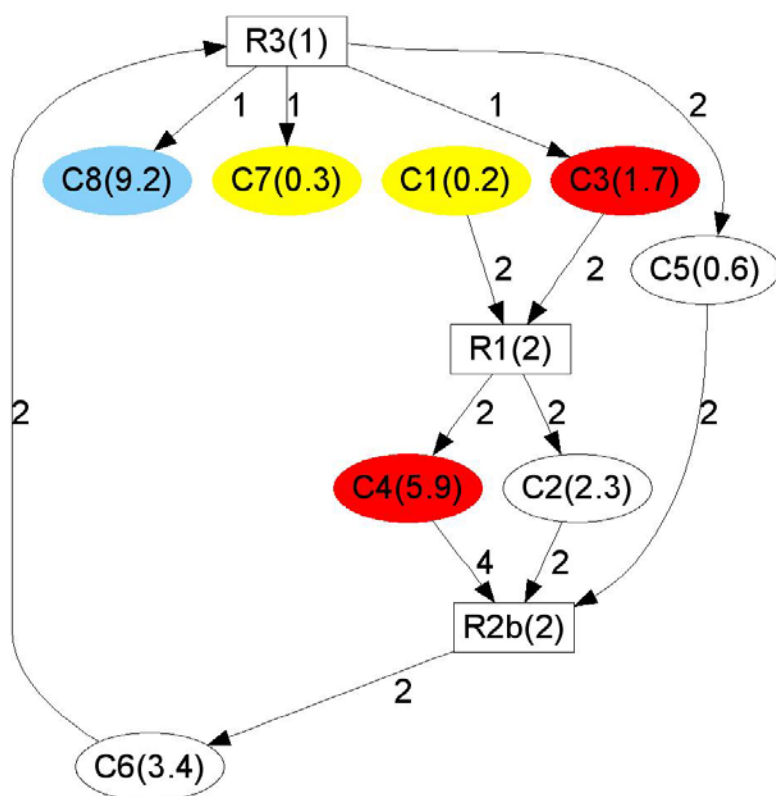 R3(1)
1
1
1
2
C8(9.2)
C7(0.3)
C1(0.2)
C3(1.7)
C5(0.6)
2
2
R1(2)
2
2
2
C4(5.9)
C2(2.3)
4
2
R2b(2)
2
2
C6(3.4)